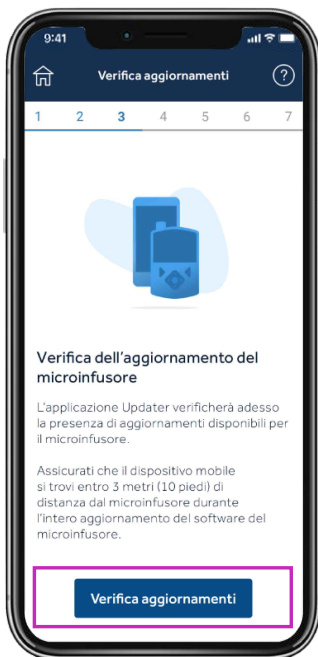 9:41
Verifica aggiornamenti
?
1 2 3 4 5 6 7
Verifica dell'aggiornamento del
microinfusore
L'applicazione Updater verificherà adesso
la presenza di aggiornamenti disponibili per
il microinfusore.
Assicurati che il dispositivo mobile
si trovi entro 3 metri (10 piedi) di
distanza dal microinfusore durante
l'intero aggiornamento del software del
microinfusore.
Verifica aggiornamenti